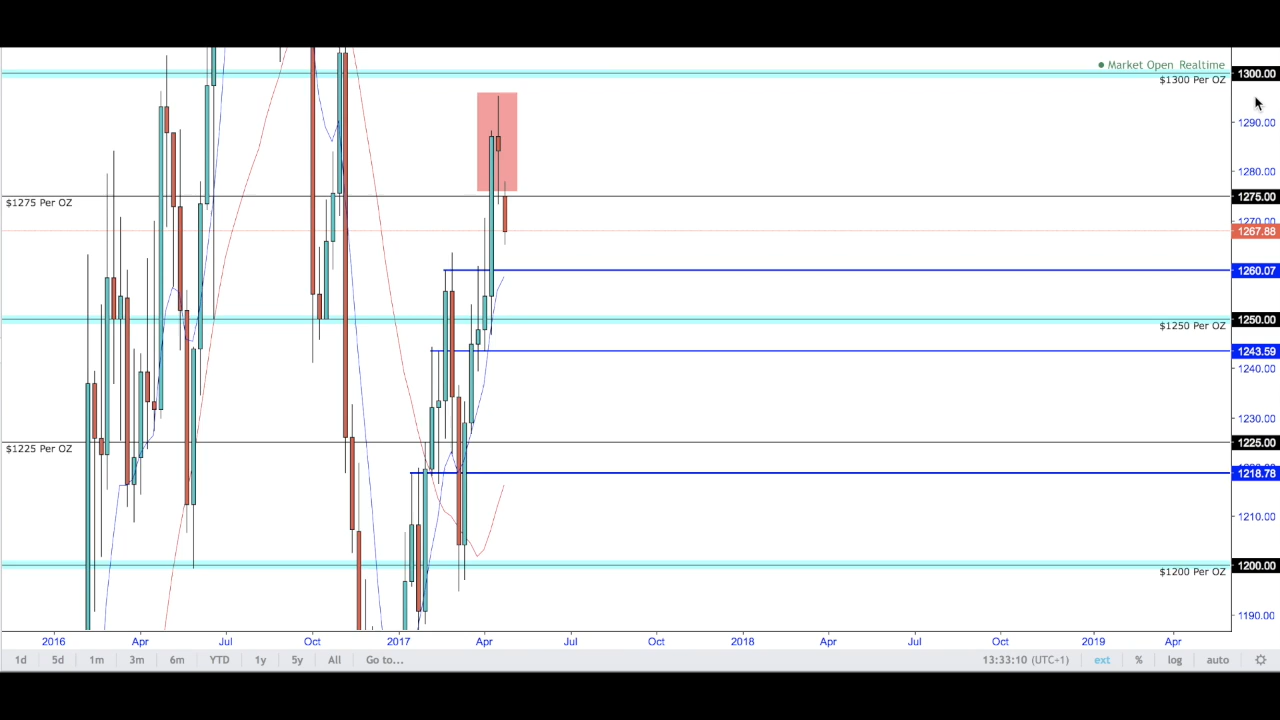 ● Market Open Realtime
1300.00
$1300 Per OZ
1290.00
1280.00
1275.00
$1275 Per OZ
1270.00
1267.88
1260.07
1250.00
$1250 Per OZ
1243.59
1240.00
1230.00
1225.00
$1225 Per OZ
1218.78
1210.00
1200.00
$1200 Per OZ
1190.00
2016 Apr Jul Oct 2017 Apr Jul Oct 2018 Apr Jul Oct 2019 Apr
1d 5d 1m 3m 6m YTD 1y 5y All Go to... 13:33:10 (UTC+1) ext % log auto